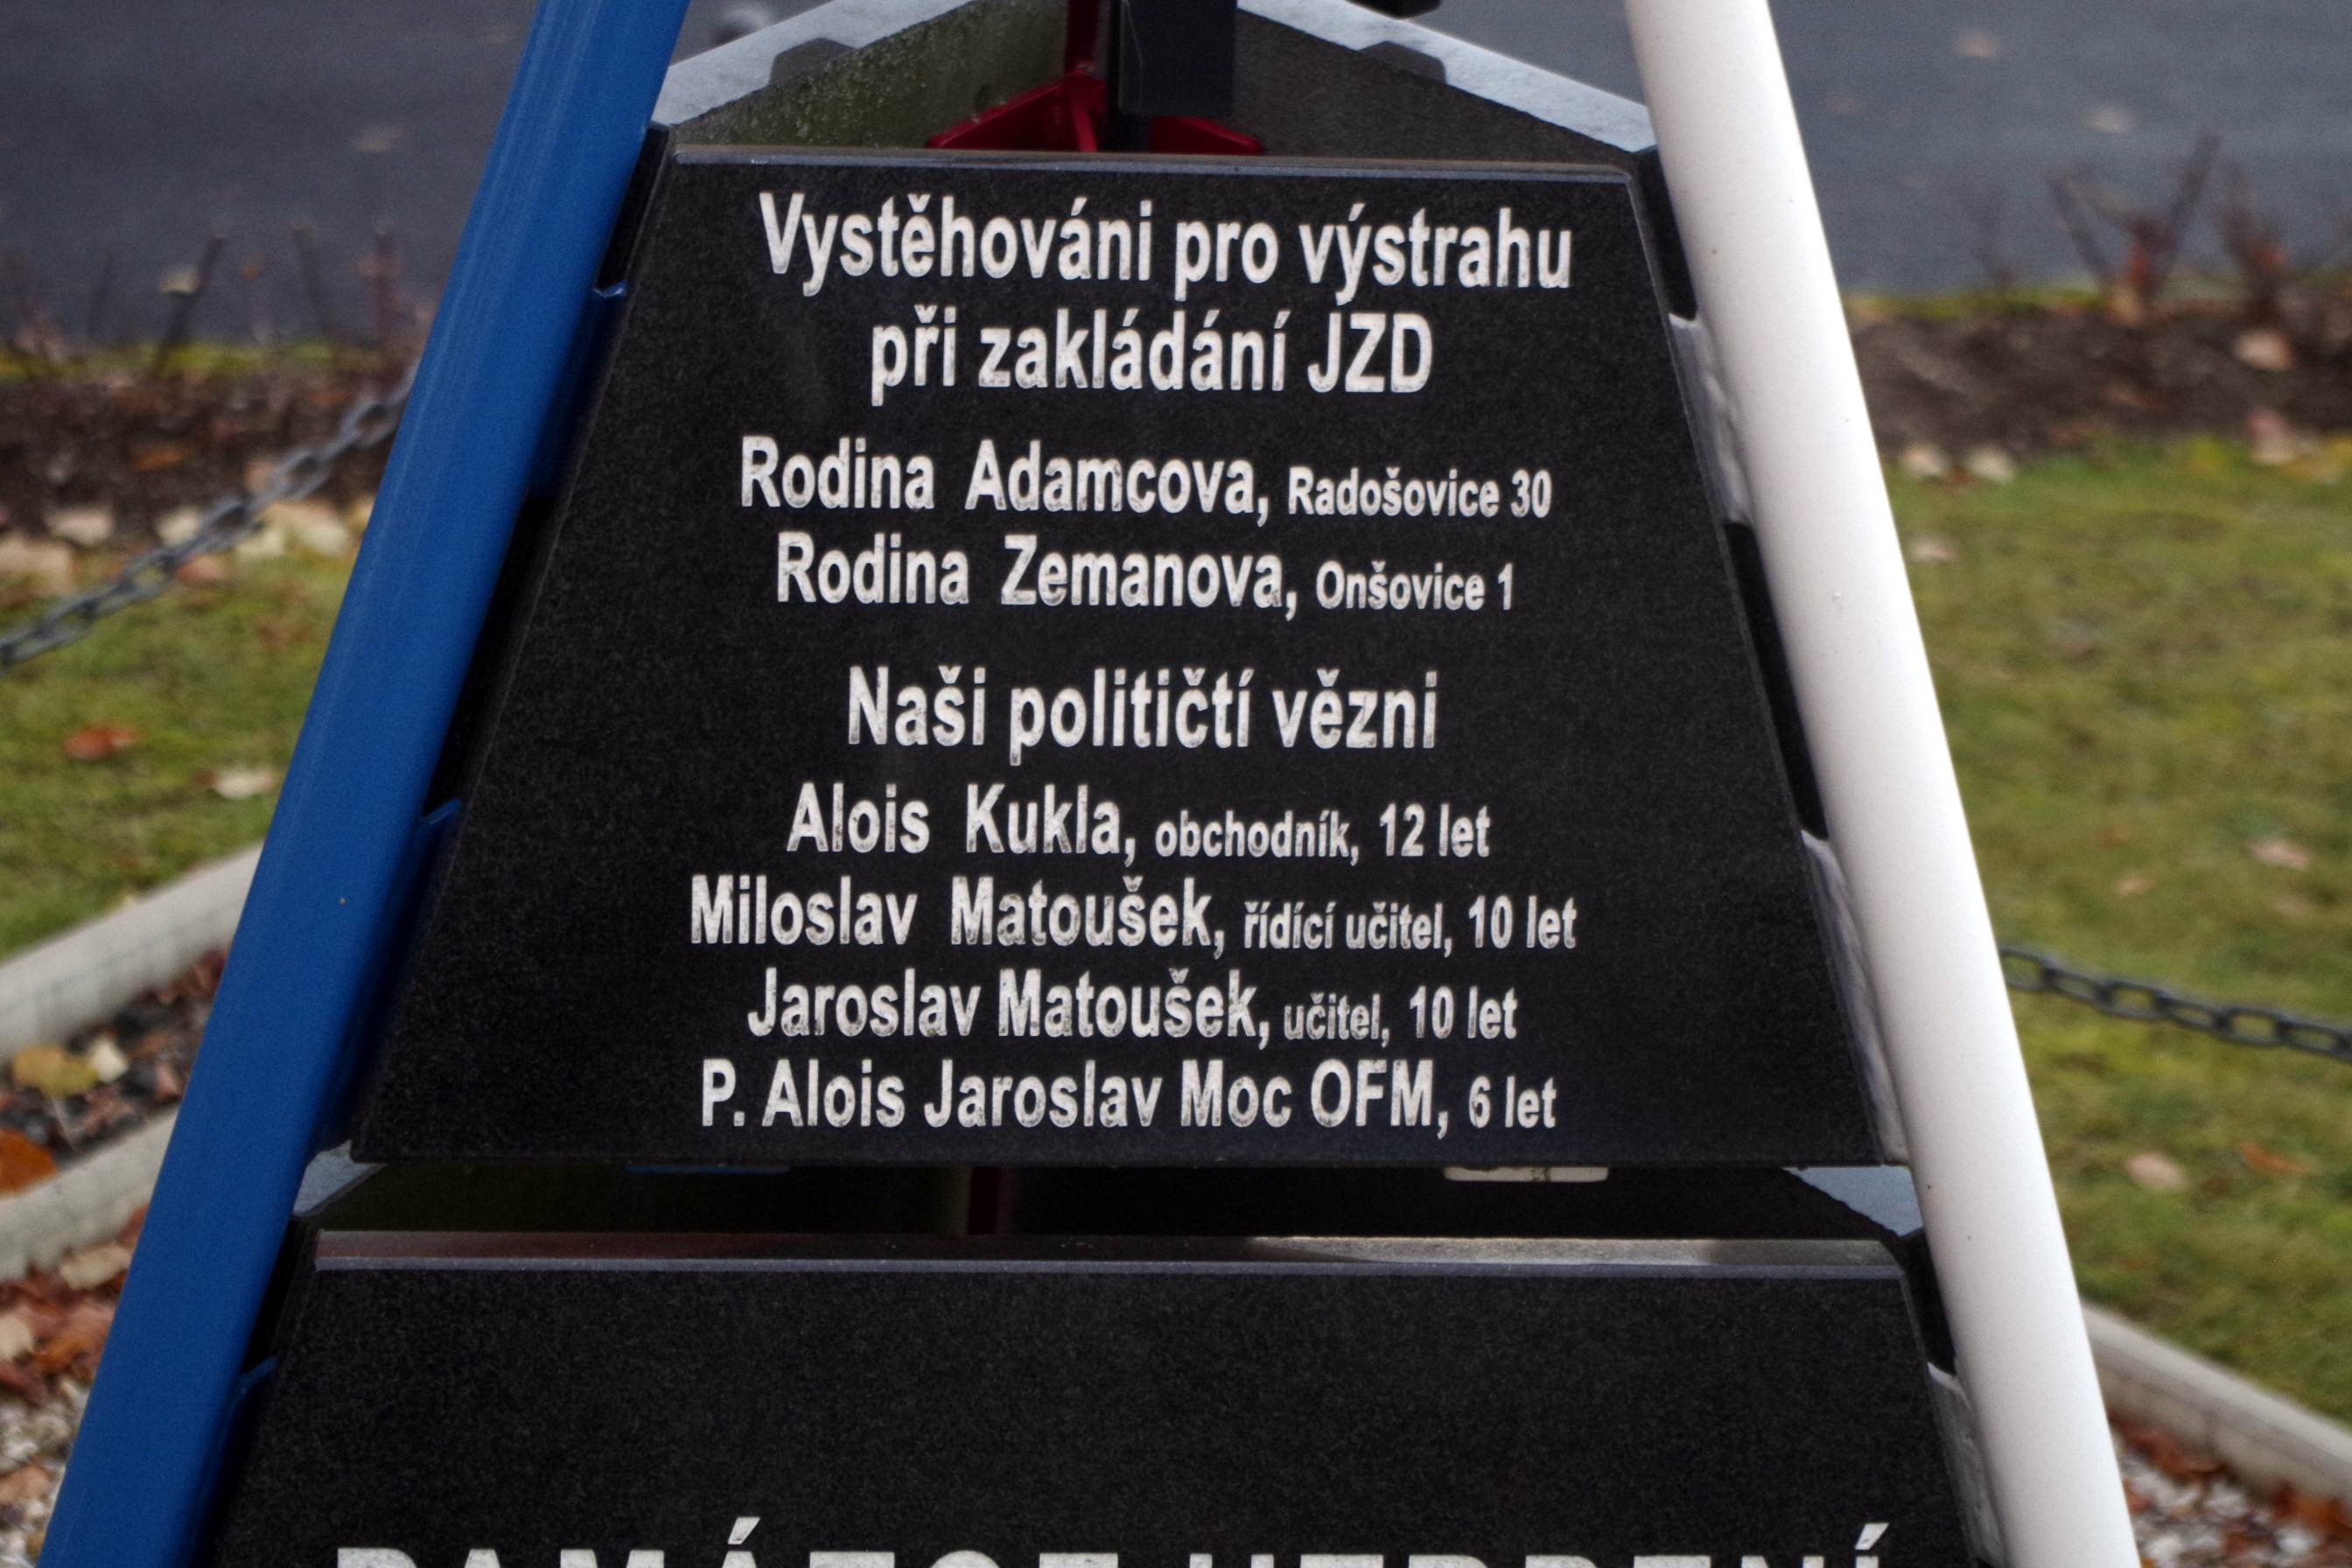 Vystěhováni pro výstrahu
při zakládání JZD
Rodina Adamcova, Radošovice 30
Rodina Zemanova, Onšovice 1
Naši političtí vězni
Alois Kukla, obchodník, 12 let
Miloslav Matoušek, řídící učitel, 10 let
Jaroslav Matoušek, učitel, 10 let
P. Alois Jaroslav Moc OFM, 6 let